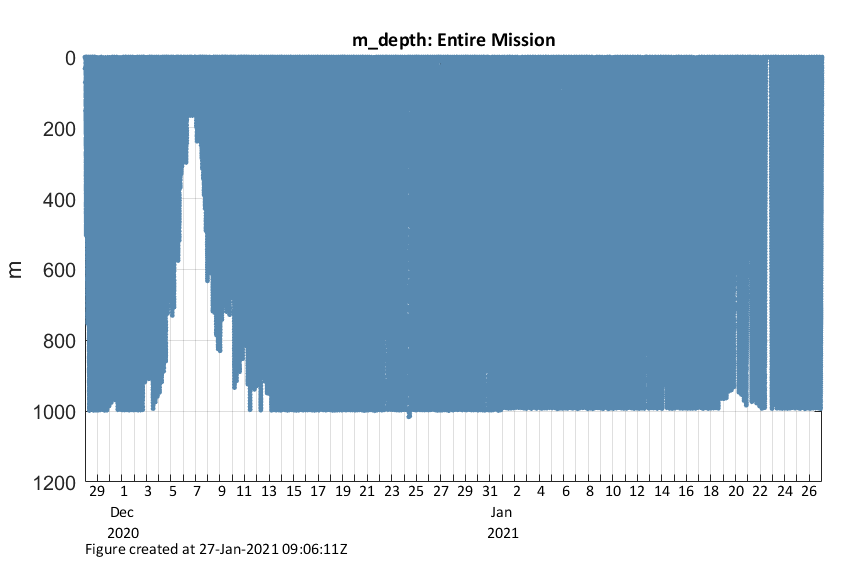 m_depth: Entire Mission
0
200
400
600
800
1000
1200
m
29 1 3 5 7 9 11 13 15 17 19 21 23 25 27 29 31 2 4 6 8 10 12 14 16 18 20 22 24 26
Dec Jan
2020 2021
Figure created at 27-Jan-2021 09:06:11Z